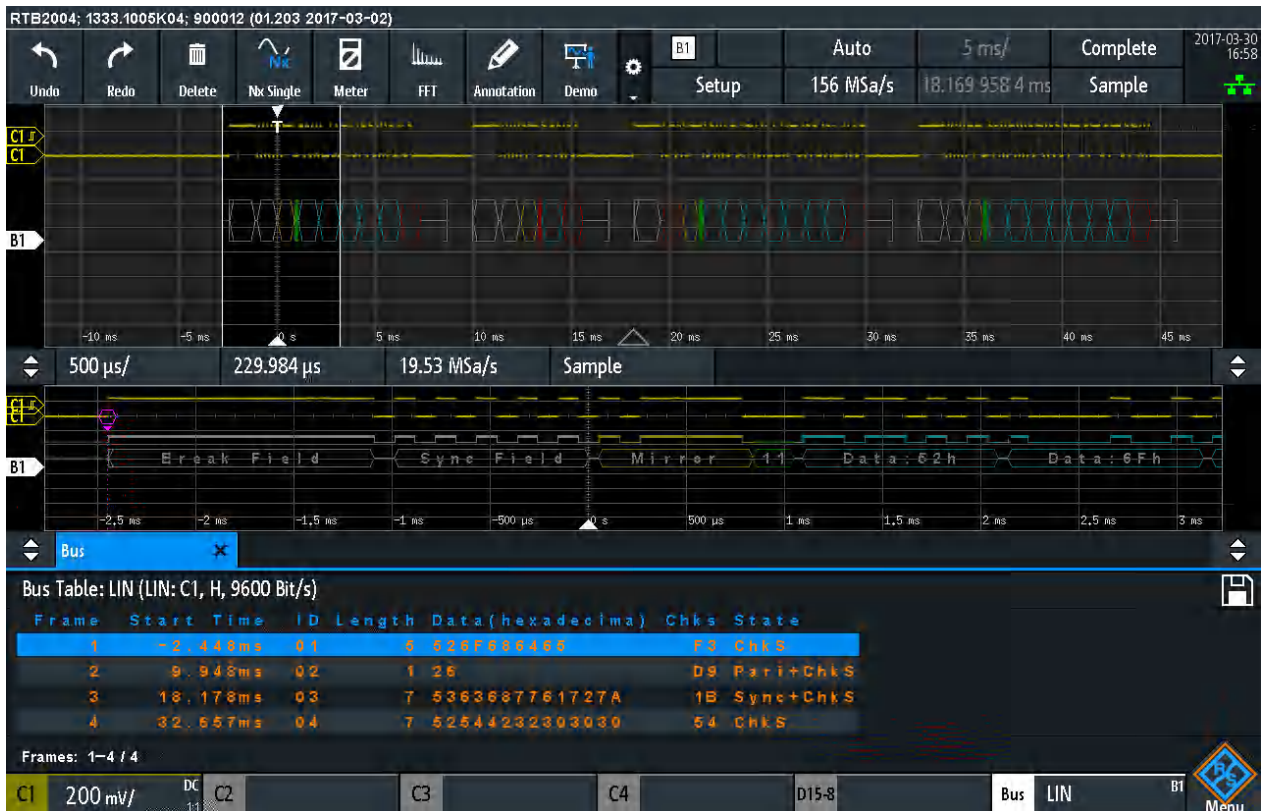 RTB2004; 1333.1005K04; 900012 (01.203 2017-03-02)
Undo Redo Delete Nx Single Meter FFT Annotation Demo
B1 Auto 5 ms/ Complete
Setup 156 MSa/s 18.169 958 4 ms Sample
2017-03-30
16:58
C1
C1
T
B1
-10 ms -5 ms 0 s 5 ms 10 ms 15 ms 20 ms 25 ms 30 ms 35 ms 40 ms 45 ms
500 µs/ 229.984 µs 19.53 MSa/s Sample
C1
B1
Break Field Sync Field Mirror 11 Data:52h Data:6Fh
-2,5 ms -2 ms -1,5 ms -1 ms -500 µs 0 s 500 µs 1 ms 1,5 ms 2 ms 2,5 ms 3 ms
Bus
Bus Table: LIN (LIN: C1, H, 9600 Bit/s)
Frame Start Time ID Length Data(hexadecima) Chks State
1 -2.448ms 01 5 526F686465 F3 ChkS
2 9.948ms 02 1 26 D9 Pari+ChkS
3 18.178ms 03 7 5363687761727A 1B Sync+ChkS
4 32.657ms 04 7 52544232303030 54 ChkS
Frames: 1-4 / 4
C1 200 mV/ DC 1:1 C2 C3 C4 D15-8 Bus LIN B1
R&S
Menu